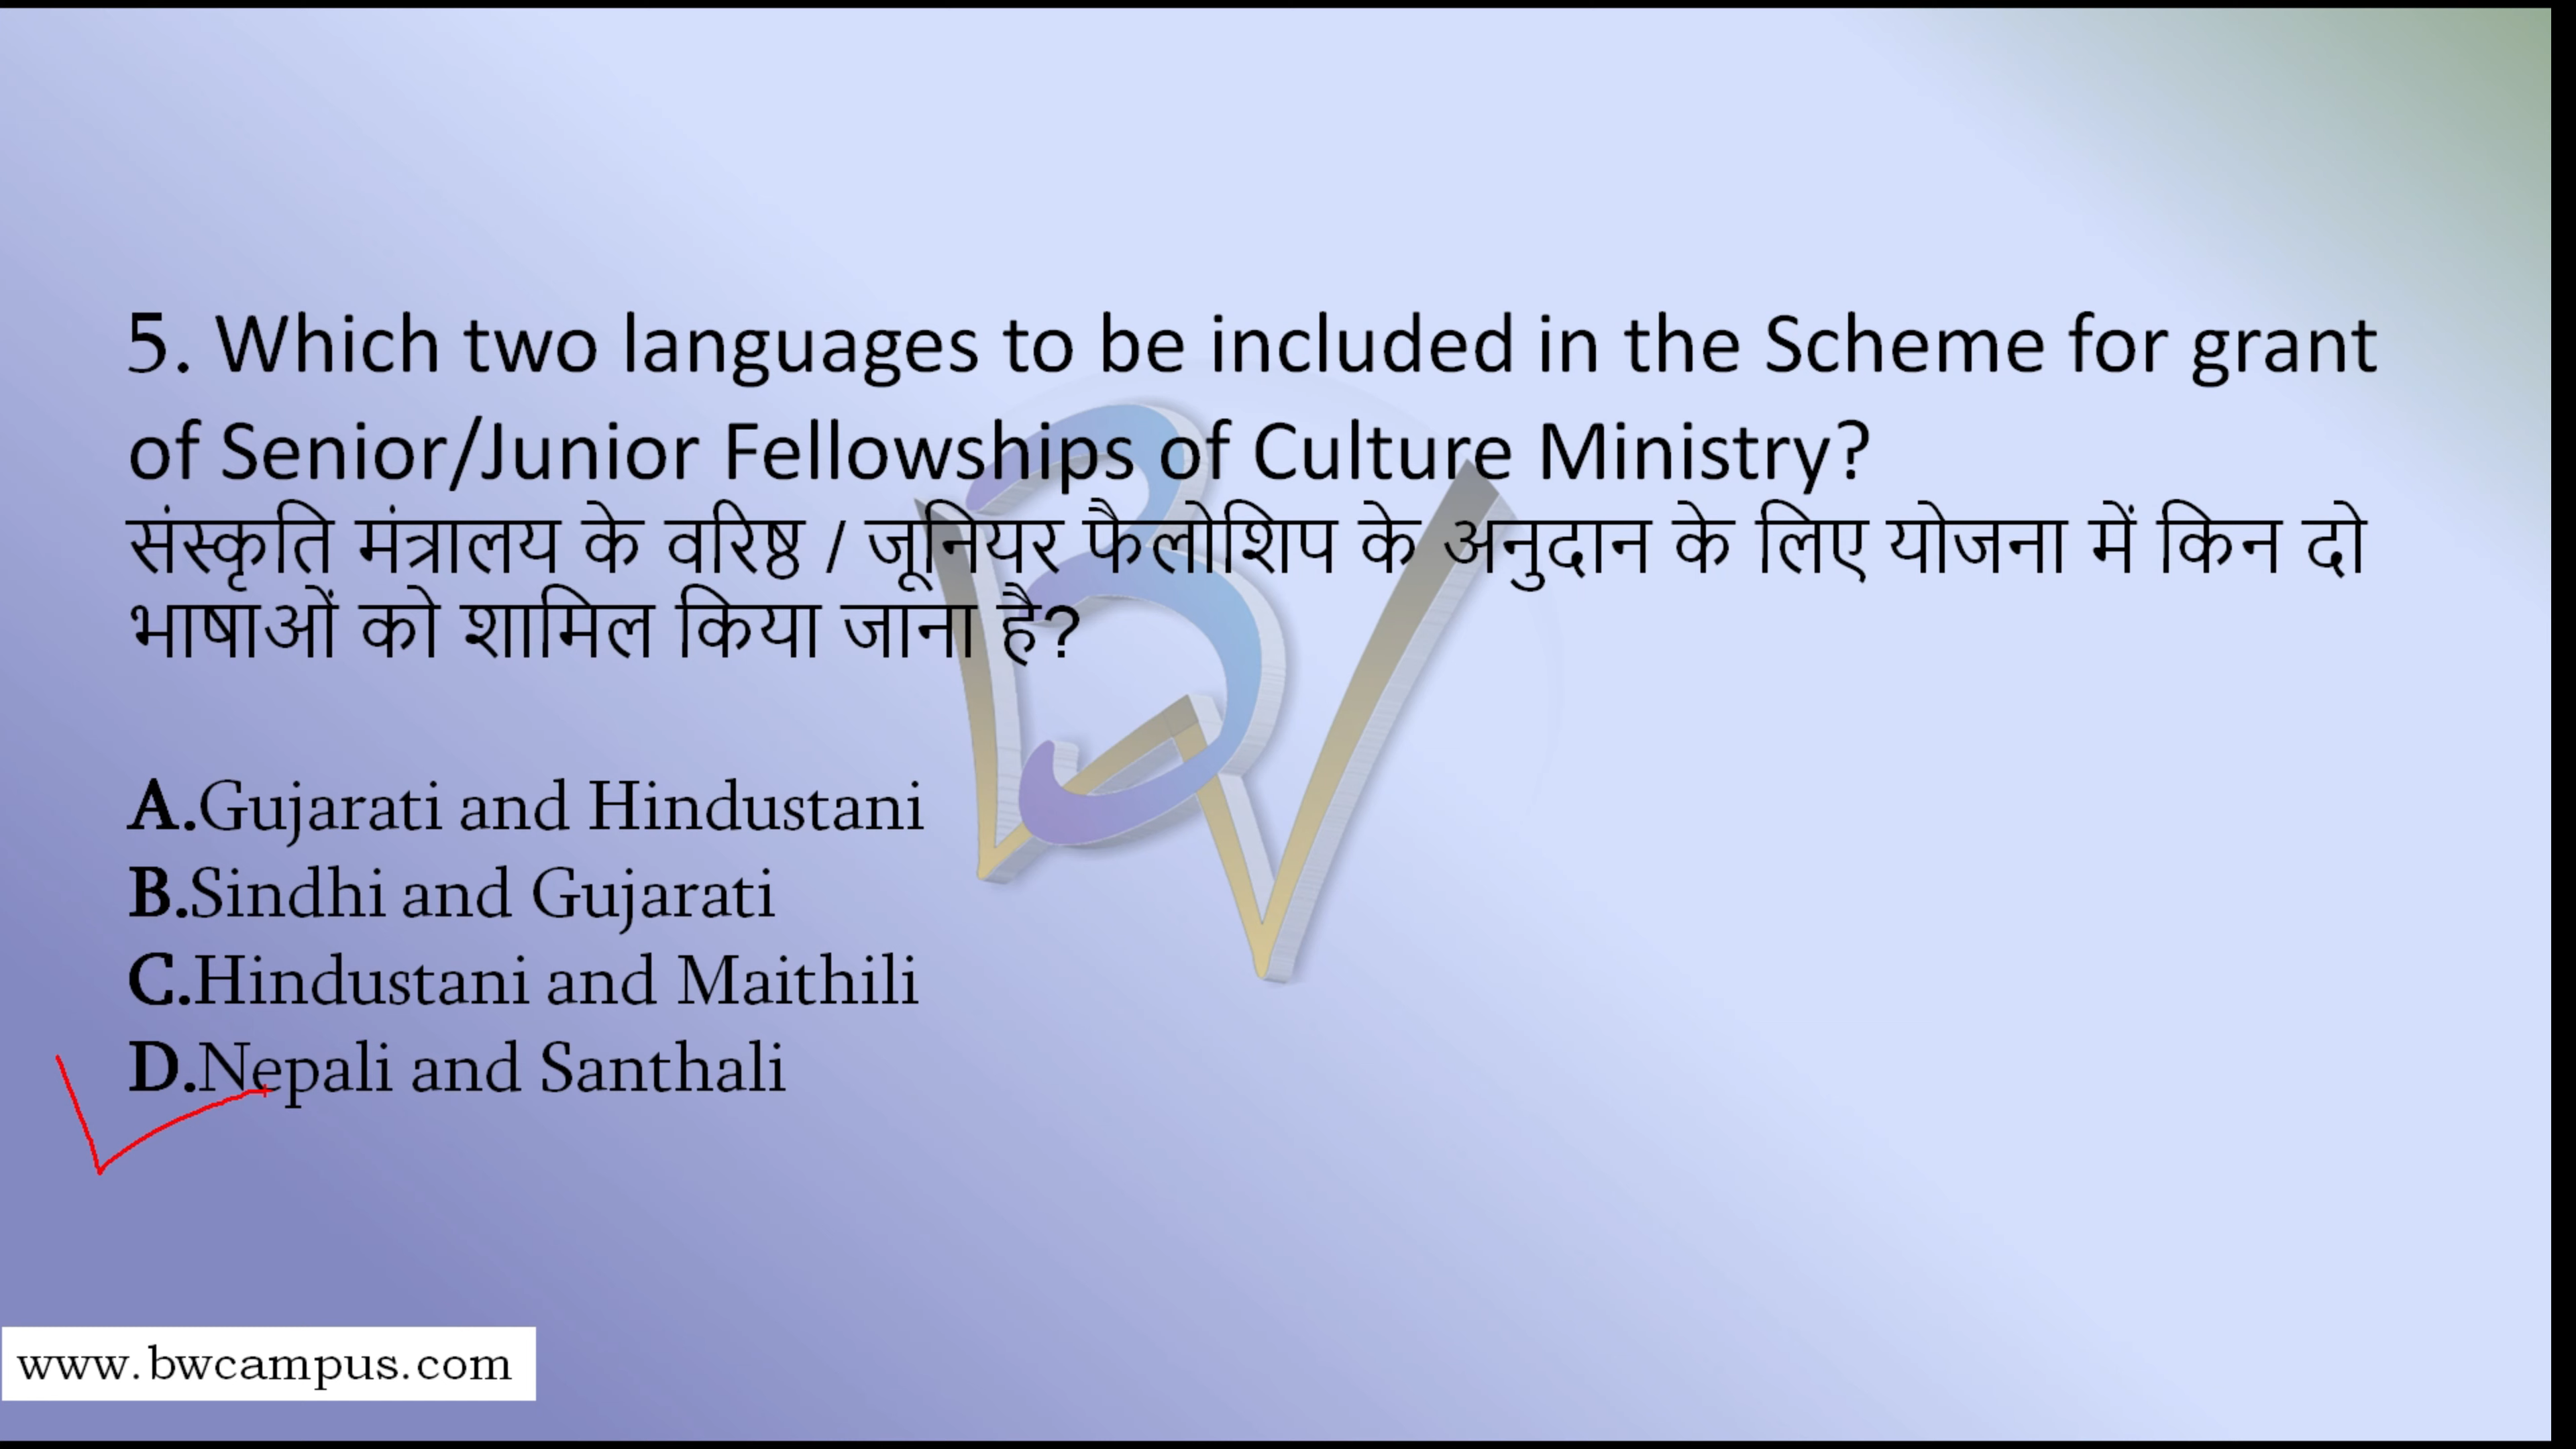 5. Which two languages to be included in the Scheme for grant
of Senior/Junior Fellowships of Culture Ministry?
संस्कृति मंत्रालय के वरिष्ठ / जूनियर फैलोशिप के अनुदान के लिए योजना में किन दो
भाषाओं को शामिल किया जाना है?
A.Gujarati and Hindustani
B.Sindhi and Gujarati
C.Hindustani and Maithili
D.Nepali and Santhali
www.bwcampus.com